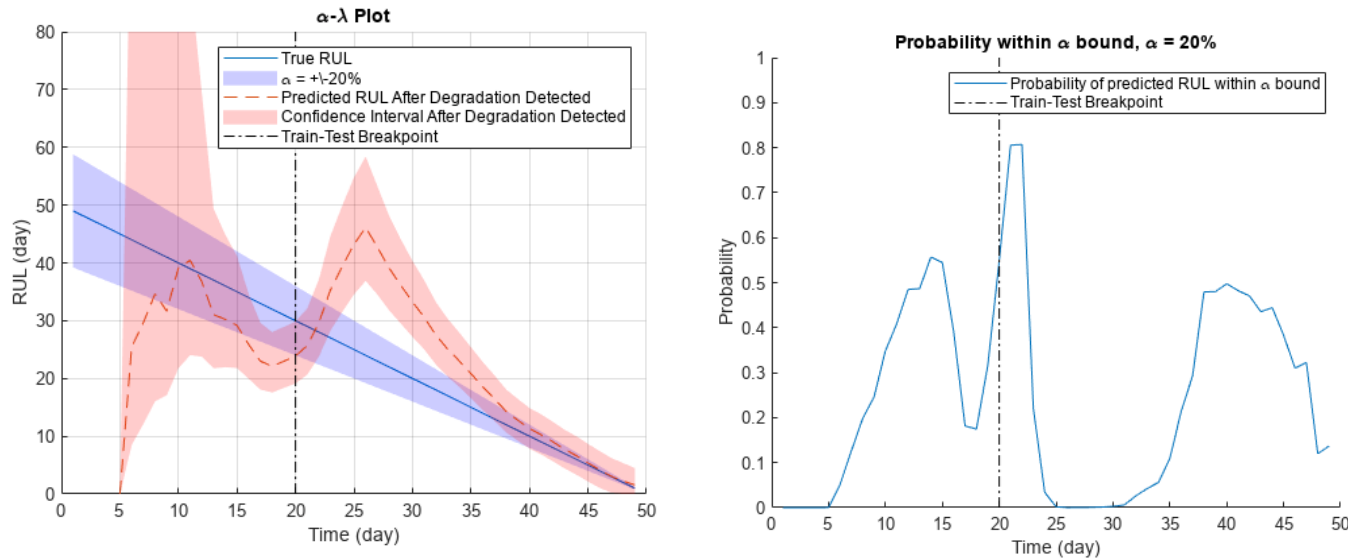 α-λ Plot
80
70
60
50
40
30
20
10
0
RUL (day)
True RUL
α = +\-20%
Predicted RUL After Degradation Detected
Confidence Interval After Degradation Detected
Train-Test Breakpoint
0 5 10 15 20 25 30 35 40 45 50
Time (day)
Probability within α bound, α = 20%
1
0.9
0.8
0.7
0.6
0.5
0.4
0.3
0.2
0.1
0
Probability
Probability of predicted RUL within α bound
Train-Test Breakpoint
0 5 10 15 20 25 30 35 40 45 50
Time (day)